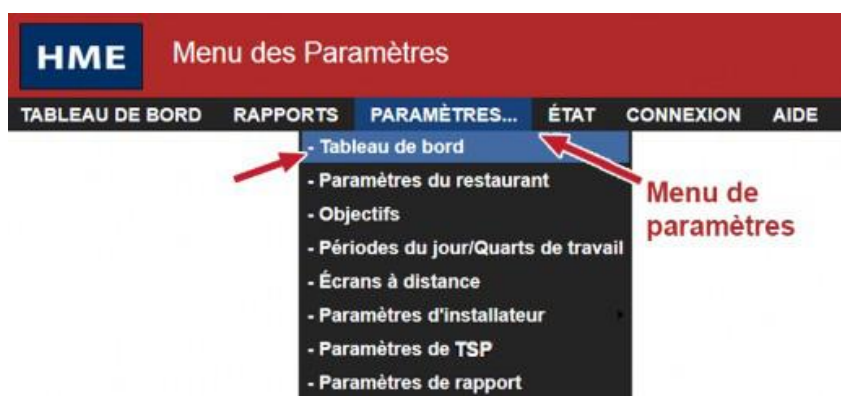 HME Menu des Paramètres
TABLEAU DE BORD RAPPORTS PARAMÈTRES... ÉTAT CONNEXION AIDE
- Tableau de bord
- Paramètres du restaurant
- Objectifs
- Périodes du jour/Quarts de travail
- Écrans à distance
- Paramètres d'installateur
- Paramètres de TSP
- Paramètres de rapport
Menu de
paramètres